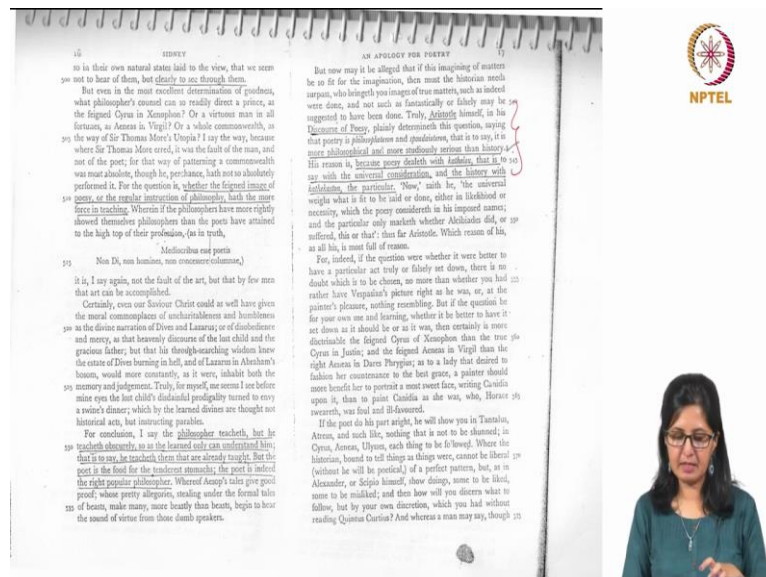 16 SIDNEY
so in their own natural states laid to the view, that we seem
500 not to hear of them, but clearly to see through them.
But even in the most excellent determination of goodness,
what philosopher's counsel can so readily direct a prince, as
the feigned Cyrus in Xenophon? Or a virtuous man in all
fortunes, as Aeneas in Virgil? Or a whole commonwealth, as
505 the way of Sir Thomas More's Utopia? I say the way, because
where Sir Thomas More erred, it was the fault of the man, and
not of the poet; for that way of patterning a commonwealth
was most absolute, though he, perchance, hath not so absolutely
performed it. For the question is, whether the feigned image of
510 poesy, or the regular instruction of philosophy, hath the more
force in teaching. Wherein if the philosophers have more rightly
showed themselves philosophers than the poets have attained
to the high top of their profession, (as in truth,
Mediocribus esse poetis
515 Non Di, non homines, non concessere columnae,)
it is, I say again, not the fault of the art, but that by few men
that art can be accomplished.
Certainly, even our Saviour Christ could as well have given
the moral commonplaces of uncharitableness and humbleness
520 as the divine narration of Dives and Lazarus; or of disobedience
and mercy, as that heavenly discourse of the lost child and the
gracious father; but that his through-searching wisdom knew
the estate of Dives burning in hell, and of Lazarus in Abraham's
bosom, would more constantly, as it were, inhabit both the
525 memory and judgement. Truly, for myself, me seems I see before
mine eyes the lost child's disdainful prodigality turned to envy
a swine's dinner; which by the learned divines are thought not
historical acts, but instructing parables.
For conclusion, I say the philosopher teacheth, but he
530 teacheth obscurely, so as the learned only can understand him;
that is to say, he teacheth them that are already taught. But the
poet is the food for the tenderest stomachs; the poet is indeed
the right popular philosopher. Whereof Aesop's tales give good
proof; whose pretty allegories, stealing under the formal tales
535 of beasts, make many, more beastly than beasts, begin to hear
the sound of virtue from those dumb speakers.
AN APOLOGY FOR POETRY 17
But now may it be alleged that if this imagining of matters
be so fit for the imagination, then must the historian needs
surpass, who bringeth you images of true matters, such as indeed
were done, and not such as fantastically or falsely may be 540
suggested to have been done. Truly, Aristotle himself, in his
Discourse of Poesy, plainly determineth this question, saying
that poetry is philosophoteron and spoudaioteron, that is to say, it is
more philosophical and more studiously serious than history.
His reason is, because poesy dealeth with katholou, that is to 545
say with the universal consideration, and the history with
kathekaston, the particular. 'Now,' saith he, 'the universal
weighs what is fit to be said or done, either in likelihood or
necessity, which the poesy considereth in his imposed names;
and the particular only marketh whether Alcibiades did, or 550
suffered, this or that': thus far Aristotle. Which reason of his,
as all his, is most full of reason.
For, indeed, if the question were whether it were better to
have a particular act truly or falsely set down, there is no
doubt which is to be chosen, no more than whether you had 555
rather have Vespasian's picture right as he was, or, at the
painter's pleasure, nothing resembling. But if the question be
for your own use and learning, whether it be better to have it
set down as it should be or as it was, then certainly is more
doctrinable the feigned Cyrus of Xenophon than the true 560
Cyrus in Justin; and the feigned Aeneas in Virgil than the
right Aeneas in Dares Phrygius; as to a lady that desired to
fashion her countenance to the best grace, a painter should
more benefit her to portrait a most sweet face, writing Canidia
upon it, than to paint Canidia as she was, who, Horace 565
sweareth, was foul and ill-favoured.
If the poet do his part aright, he will show you in Tantalus,
Atreus, and such like, nothing that is not to be shunned; in
Cyrus, Aeneas, Ulysses, each thing to be followed. Where the
historian, bound to tell things as things were, cannot be liberal 570
(without he will be poetical,) of a perfect pattern, but, as in
Alexander, or Scipio himself, show doings, some to be liked,
some to be misliked; and then how will you discern what to
follow, but by your own discretion, which you had without
reading Quintus Curtius? And whereas a man may say, though 575
NPTEL